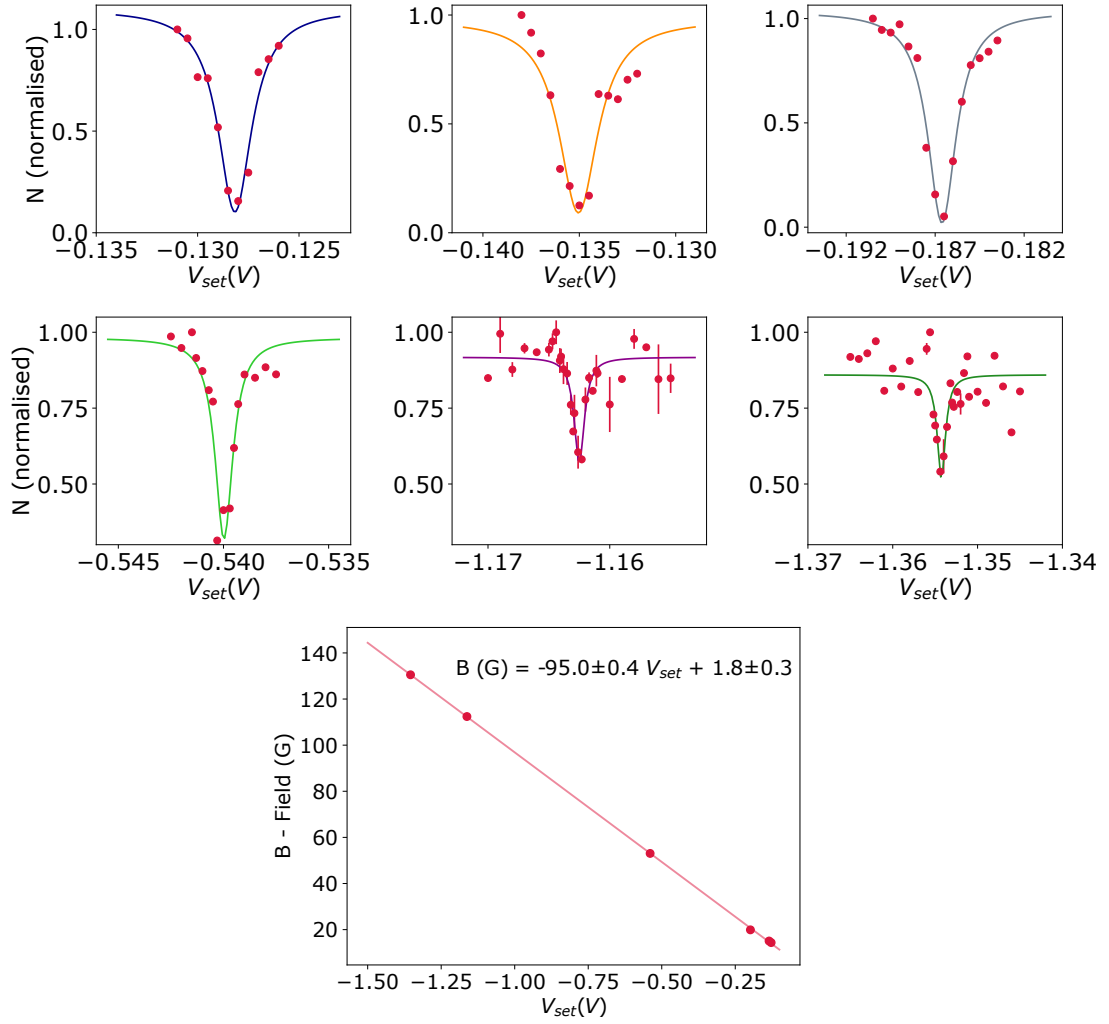 N (normalised)
1.0
0.5
0.0
−0.135 −0.130 −0.125
V_set(V)
1.0
0.5
0.0
−0.140 −0.135 −0.130
V_set(V)
1.0
0.5
0.0
−0.192 −0.187 −0.182
V_set(V)
N (normalised)
1.00
0.75
0.50
−0.545 −0.540 −0.535
V_set(V)
1.00
0.75
0.50
−1.17 −1.16
1.00
0.75
0.50
−1.37 −1.36 −1.35 −1.34
V_set(V)
B - Field (G)
140
120
100
80
60
40
20
B (G) = -95.0±0.4 V_set + 1.8±0.3
−1.50 −1.25 −1.00 −0.75 −0.50 −0.25
V_set(V)